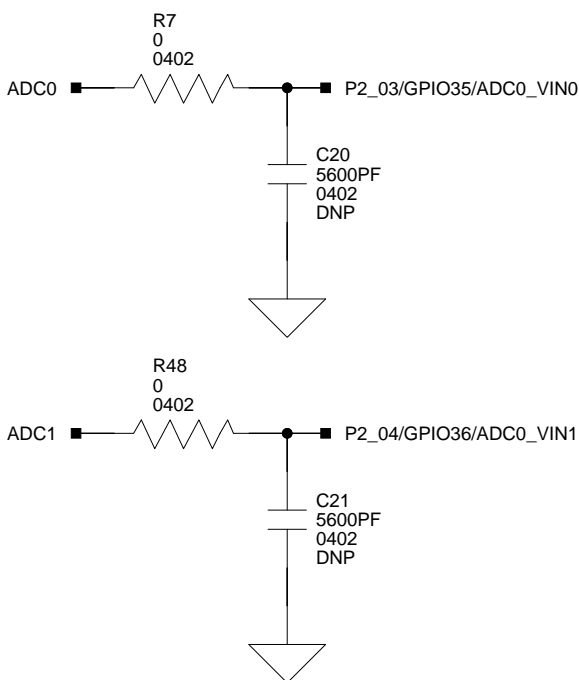 R7
0
0402
ADC0
P2_03/GPIO35/ADC0_VIN0
C20
5600PF
0402
DNP
R48
0
0402
ADC1
P2_04/GPIO36/ADC0_VIN1
C21
5600PF
0402
DNP